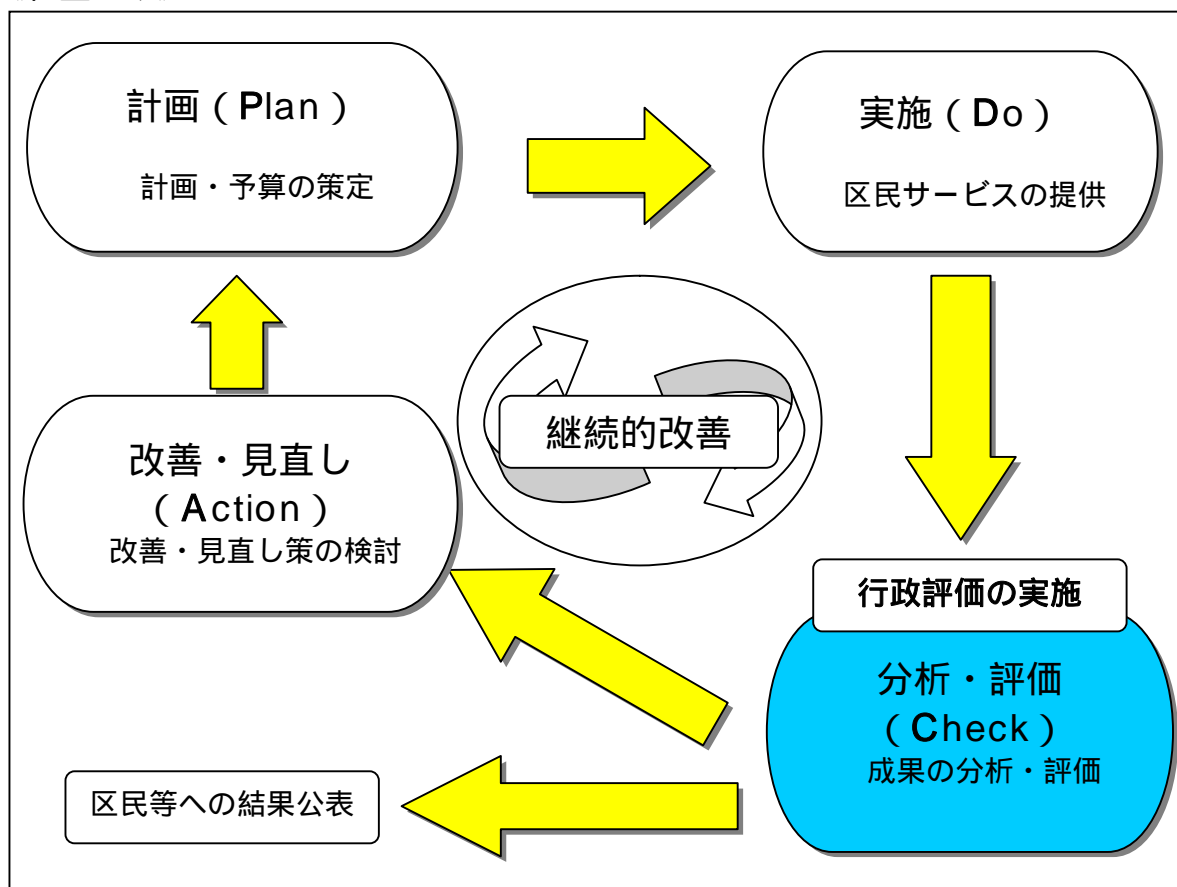 計画（Plan）
計画・予算の策定
実施（Do）
区民サービスの提供
継続的改善
改善・見直し
（Action）
改善・見直し策の検討
行政評価の実施
分析・評価
（Check）
成果の分析・評価
区民等への結果公表